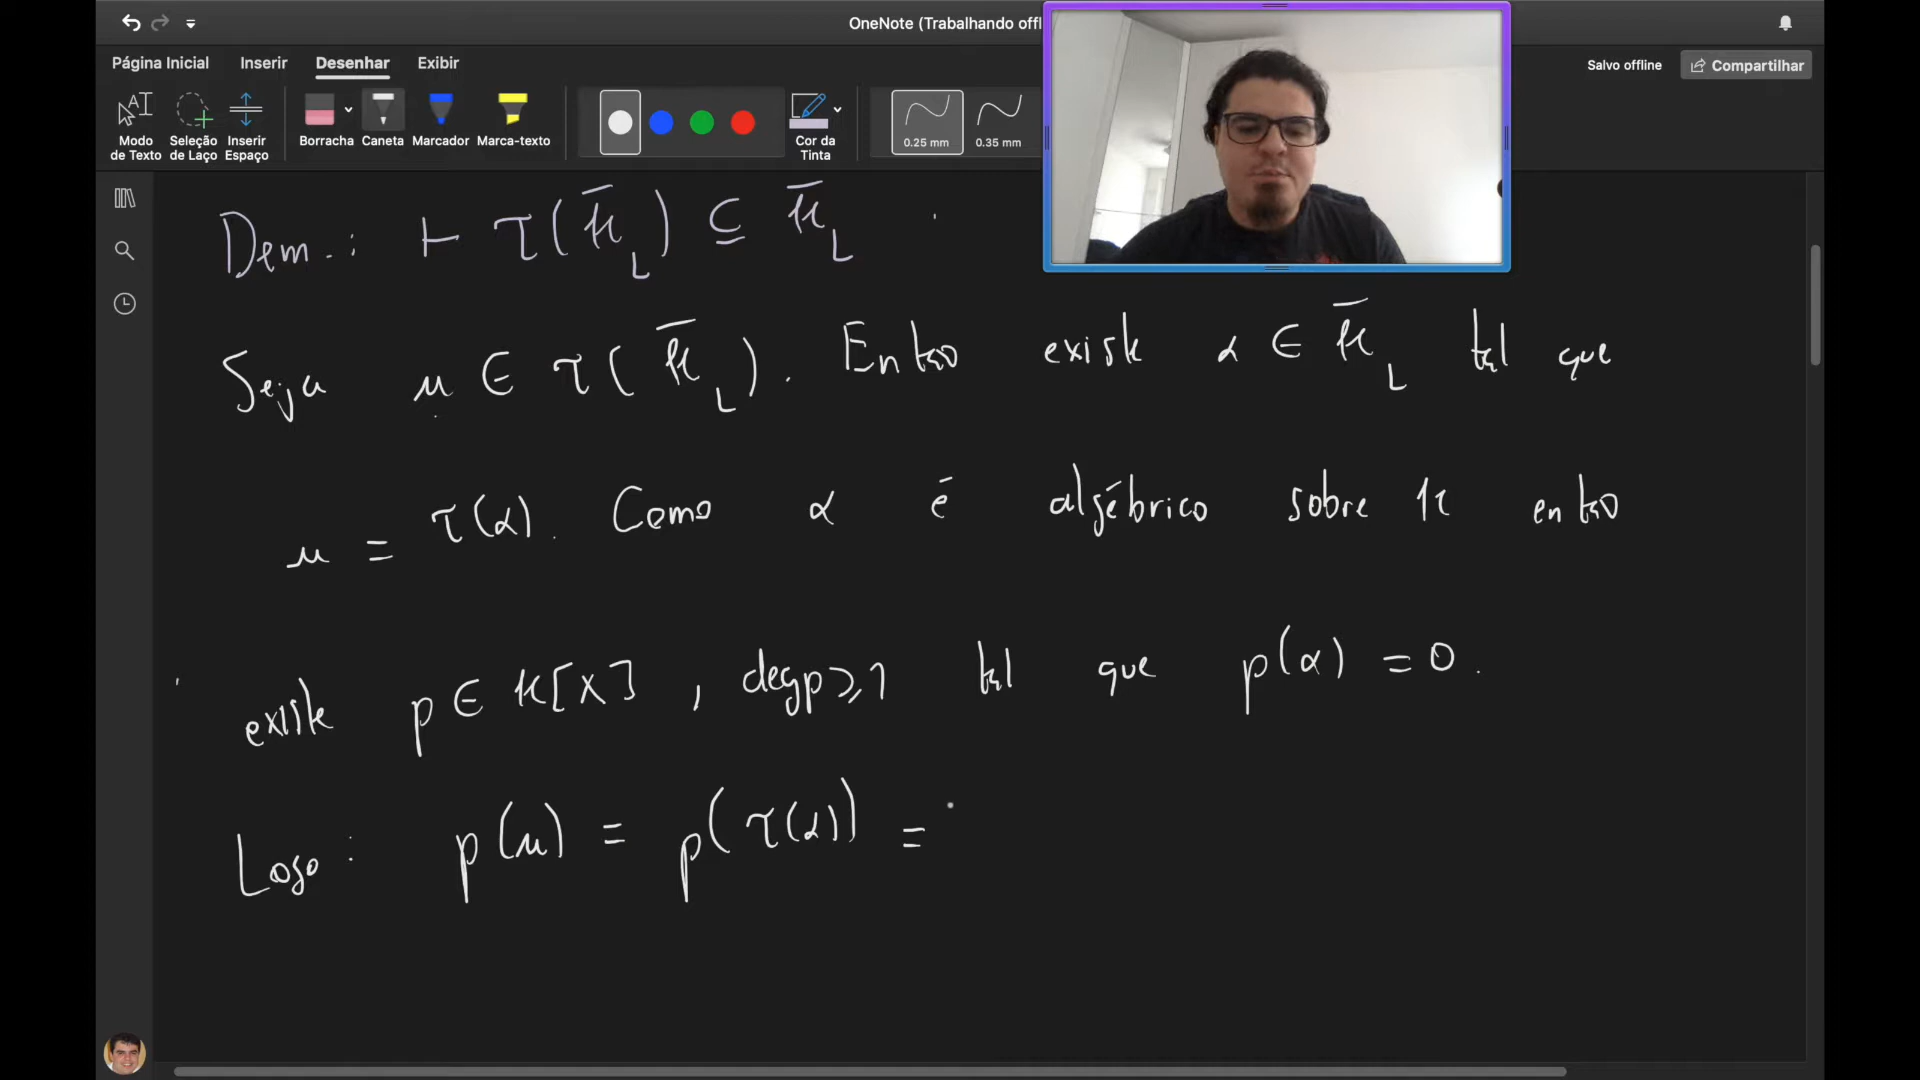 OneNote (Trabalhando offl
Página Inicial Inserir Desenhar Exibir
Salvo offline Compartilhar
Modo de Texto Seleção de Laço Inserir Espaço Borracha Caneta Marcador Marca-texto Cor da Tinta 0.25 mm 0.35 mm
Dem.: ⊢ τ(k̄_L) ⊆ k̄_L
Seja u ∈ τ(k̄_L). Então existe α ∈ k̄_L tal que
u = τ(α). Como α é algébrico sobre k então
existe p ∈ k[X], deg p ⩾ 1 tal que p(α) = 0.
Logo: p(u) = p(τ(α)) =